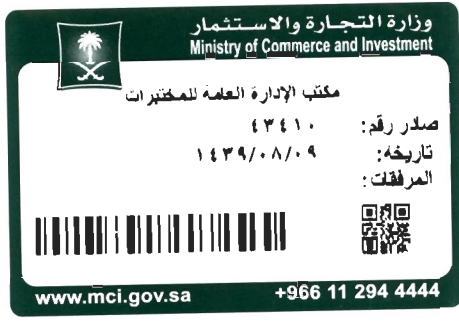 وزارة التجارة والاستثمار
Ministry of Commerce and Investment
مكتب الإدارة العامة للمختبرات
صادر رقم: ٤٣٤١٠
تاريخه: ١٤٣٩/٠٨/٠٩
المرفقات:
www.mci.gov.sa
+966 11 294 4444